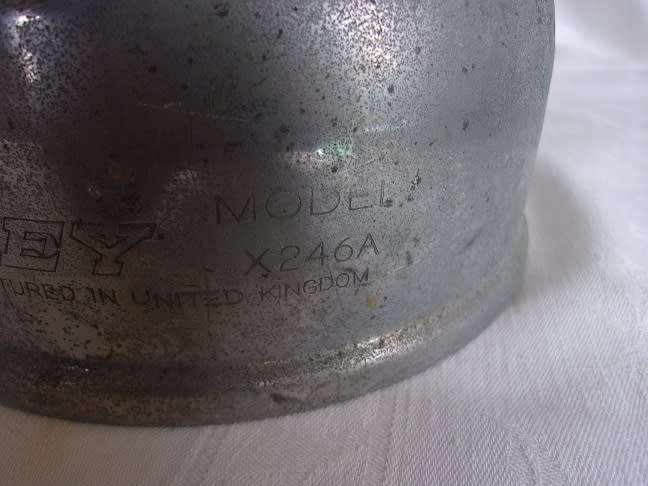 MODEL
EY X246A
TURED IN UNITED KINGDOM